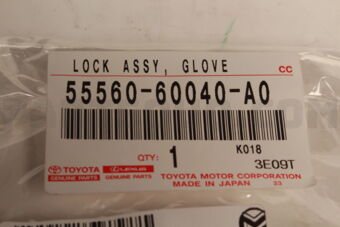 LOCK ASSY, GLOVE
CC
55560-60040-A0
QTY: 1 K018 3E09T
TOYOTA LEXUS TOYOTA MOTOR CORPORATION
GENUINE PARTS GENUINE PARTS MADE IN JAPAN 23